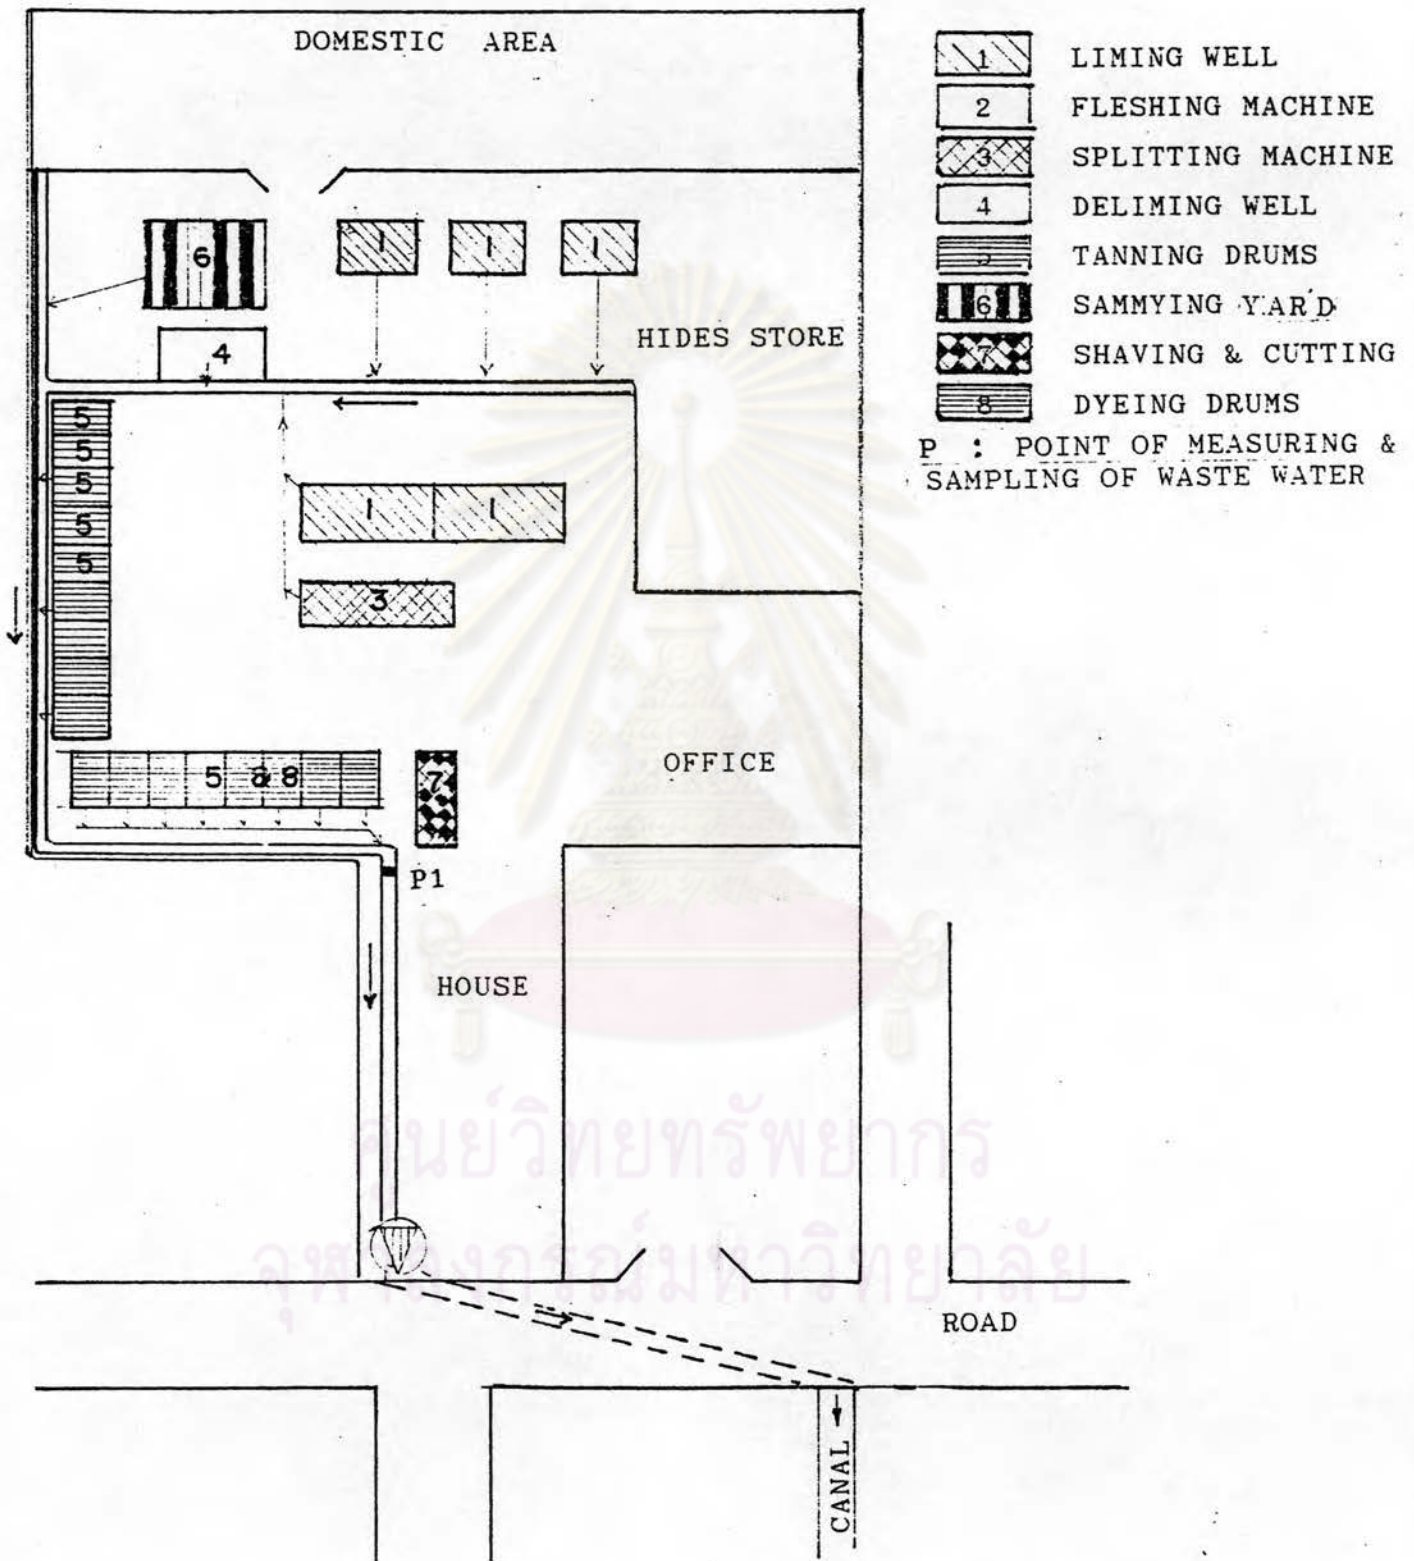 DOMESTIC AREA
1 LIMING WELL
2 FLESHING MACHINE
3 SPLITTING MACHINE
4 DELIMING WELL
5 TANNING DRUMS
6 SAMMYING YARD
7 SHAVING & CUTTING
8 DYEING DRUMS
P : POINT OF MEASURING &
SAMPLING OF WASTE WATER
6
1 1 1
4
HIDES STORE
5
5
5
5
5
1 1
3
5 & 8
7
OFFICE
P1
HOUSE
ศูนย์วิทยทรัพยากร
จุฬาลงกรณ์มหาวิทยาลัย
ROAD
CANAL